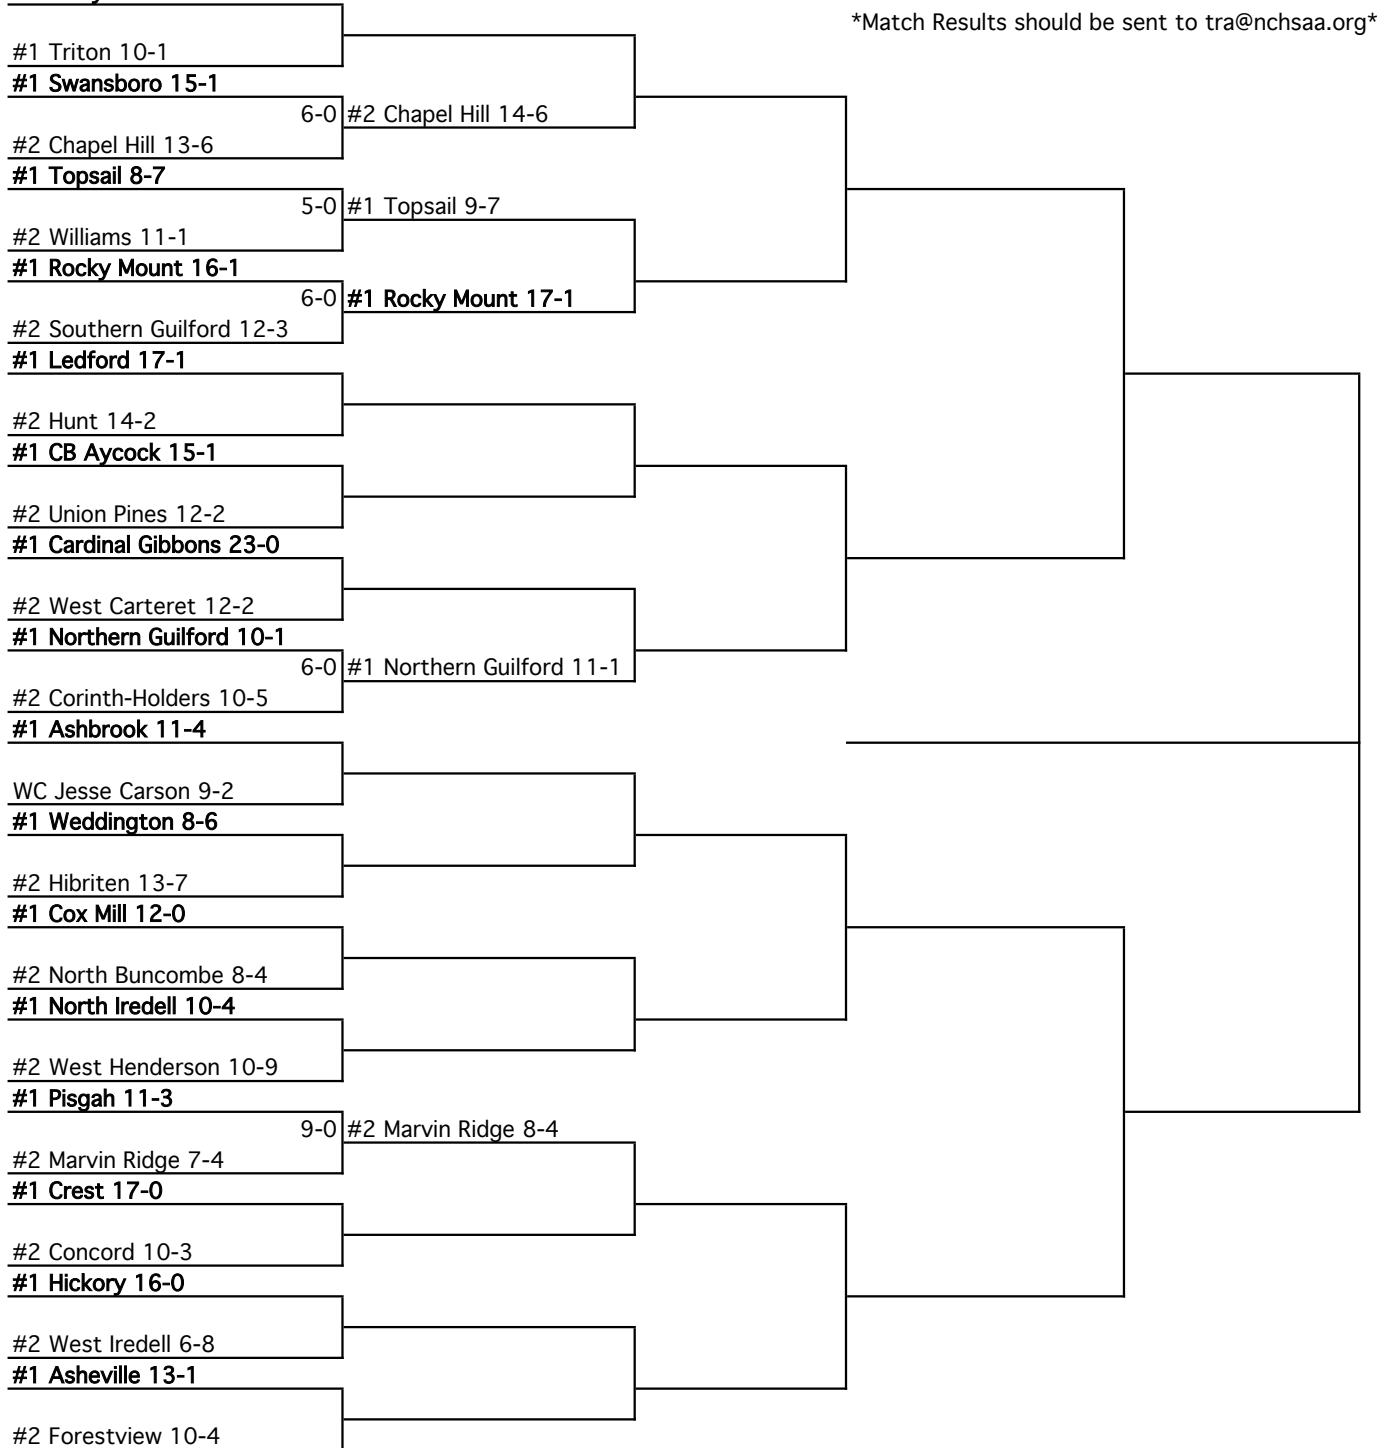 *Match Results should be sent to tra@nchsaa.org*
#1 Triton 10-1
#1 Swansboro 15-1
6-0 #2 Chapel Hill 14-6
#2 Chapel Hill 13-6
#1 Topsail 8-7
5-0 #1 Topsail 9-7
#2 Williams 11-1
#1 Rocky Mount 16-1
6-0 #1 Rocky Mount 17-1
#2 Southern Guilford 12-3
#1 Ledford 17-1
#2 Hunt 14-2
#1 CB Aycock 15-1
#2 Union Pines 12-2
#1 Cardinal Gibbons 23-0
#2 West Carteret 12-2
#1 Northern Guilford 10-1
6-0 #1 Northern Guilford 11-1
#2 Corinth-Holders 10-5
#1 Ashbrook 11-4
WC Jesse Carson 9-2
#1 Weddington 8-6
#2 Hibriten 13-7
#1 Cox Mill 12-0
#2 North Buncombe 8-4
#1 North Iredell 10-4
#2 West Henderson 10-9
#1 Pisgah 11-3
9-0 #2 Marvin Ridge 8-4
#2 Marvin Ridge 7-4
#1 Crest 17-0
#2 Concord 10-3
#1 Hickory 16-0
#2 West Iredell 6-8
#1 Asheville 13-1
#2 Forestview 10-4